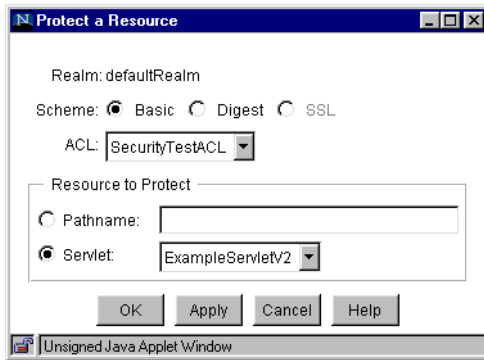 Protect a Resource
Realm: defaultRealm
Scheme: Basic Digest SSL
ACL: SecurityTestACL
Resource to Protect
Pathname:
Servlet: ExampleServletV2
OK Apply Cancel Help
Unsigned Java Applet Window